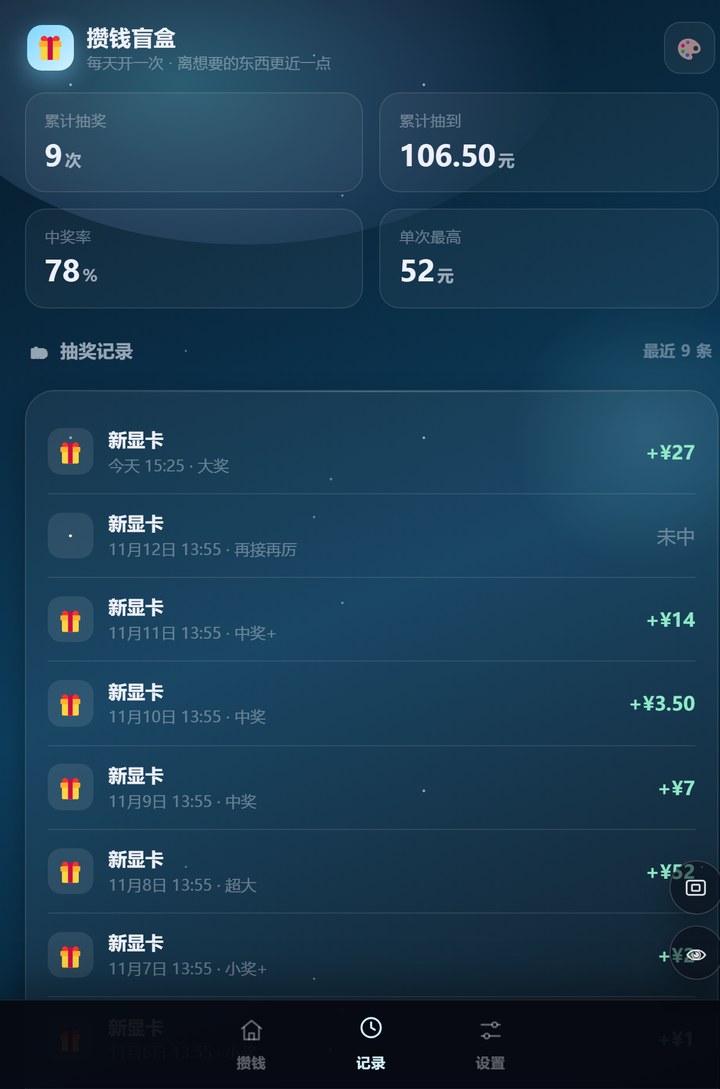 攒钱盲盒
每天开一次 · 离想要的东西更近一点
累计抽奖
9次
累计抽到
106.50元
中奖率
78%
单次最高
52元
抽奖记录
最近 9 条
新显卡
今天 15:25 · 大奖
+¥27
新显卡
11月12日 13:55 · 再接再厉
未中
新显卡
11月11日 13:55 · 中奖+
+¥14
新显卡
11月10日 13:55 · 中奖
+¥3.50
新显卡
11月9日 13:55 · 中奖
+¥7
新显卡
11月8日 13:55 · 超大
+¥52
新显卡
11月7日 13:55 · 小奖+
+¥2
新显卡
11月6日 13:55
+¥1
攒钱
记录
设置